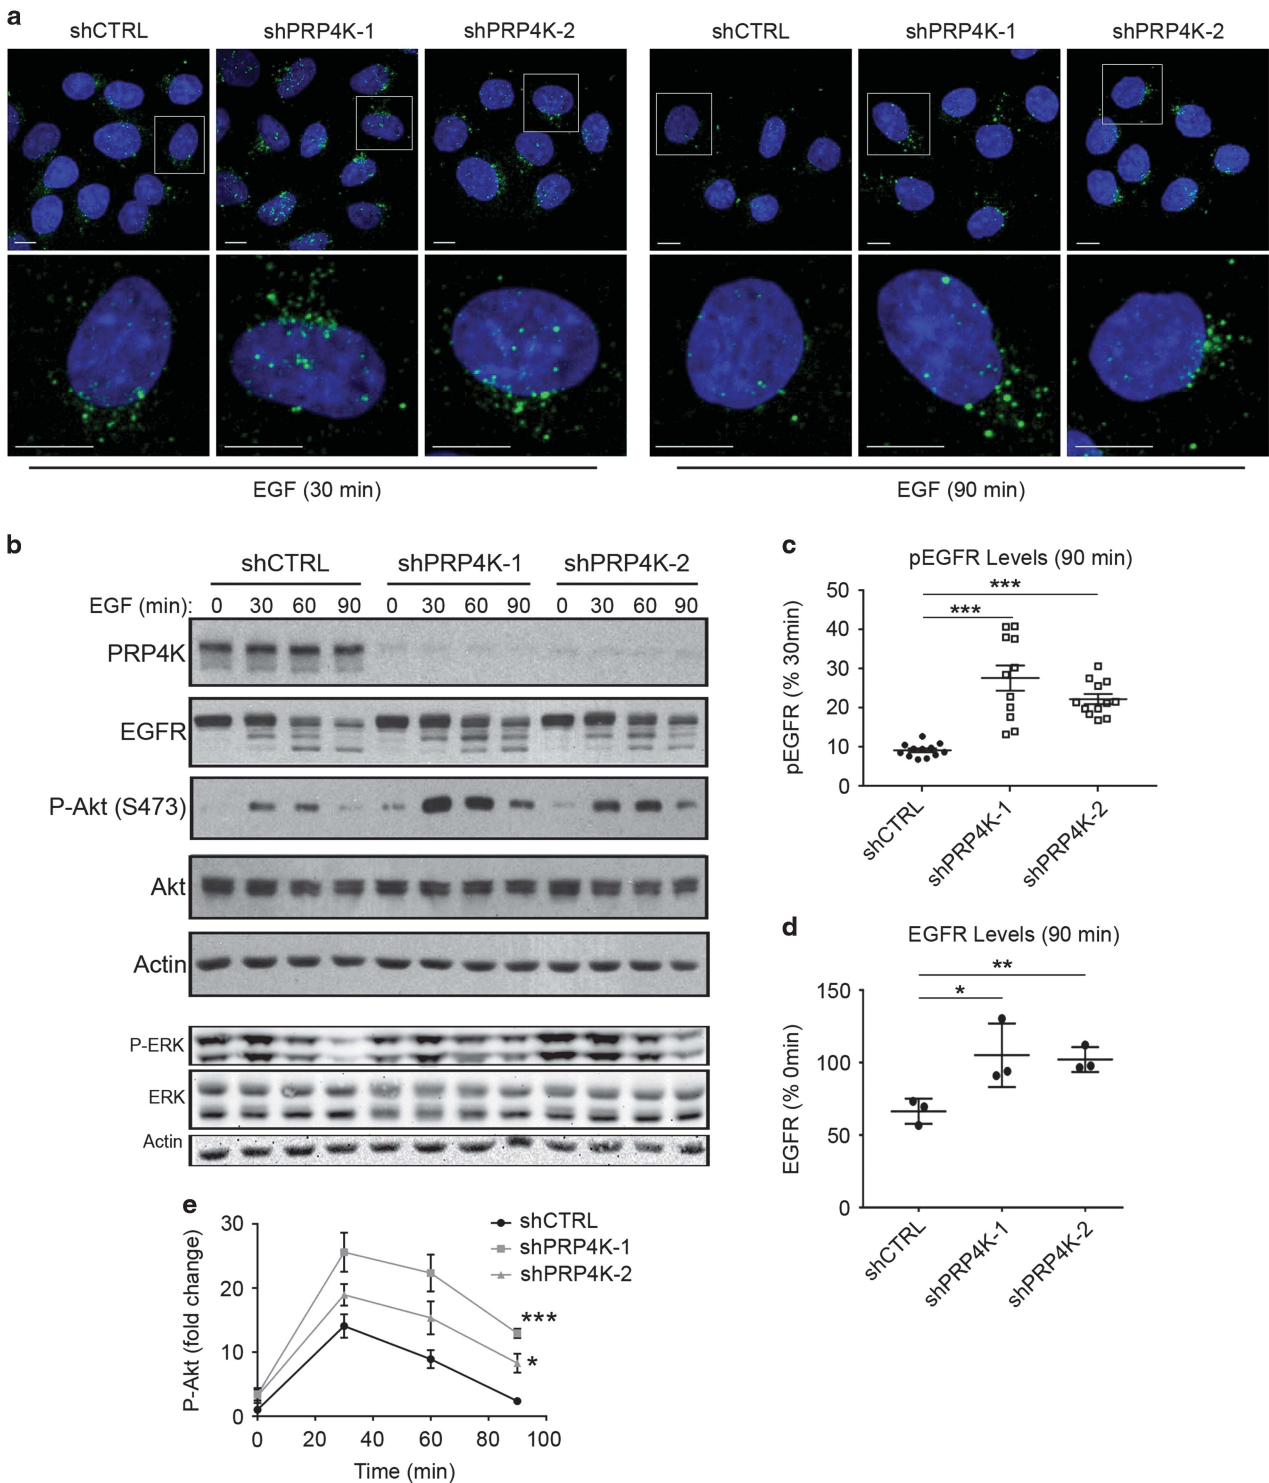 a
shCTRL shPRP4K-1 shPRP4K-2 shCTRL shPRP4K-1 shPRP4K-2
EGF (30 min) EGF (90 min)
b
shCTRL shPRP4K-1 shPRP4K-2
EGF (min): 0 30 60 90 0 30 60 90 0 30 60 90
PRP4K
EGFR
P-Akt (S473)
Akt
Actin
P-ERK
ERK
Actin
c
pEGFR Levels (90 min)
***
***
pEGFR (% 30min)
50
40
30
20
10
0
shCTRL
shPRP4K-1
shPRP4K-2
d
EGFR Levels (90 min)
**
*
EGFR (% 0min)
150
100
50
0
shCTRL
shPRP4K-1
shPRP4K-2
e
P-Akt (fold change)
30
20
10
0
shCTRL
shPRP4K-1
shPRP4K-2
***
*
0 20 40 60 80 100
Time (min)